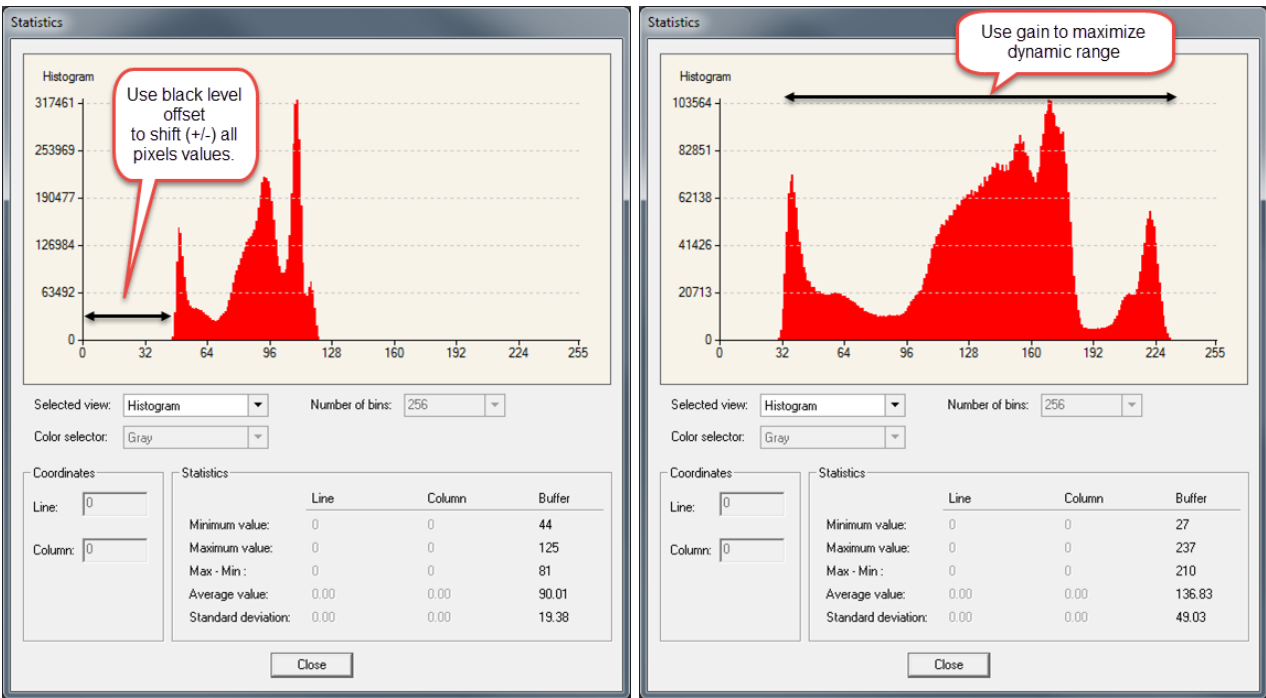 Statistics
Histogram
Use black level
offset
to shift (+/-) all
pixels values.
317461
253969
190477
126984
63492
0
0 32 64 96 128 160 192 224 255
Selected view: Histogram Number of bins: 256
Color selector: Gray
Coordinates
Line: 0
Column: 0
Statistics
Line Column Buffer
Minimum value: 0 0 44
Maximum value: 0 0 125
Max - Min : 0 0 81
Average value: 0.00 0.00 90.01
Standard deviation: 0.00 0.00 19.38
Close
Statistics
Use gain to maximize
dynamic range
Histogram
103564
82851
62138
41426
20713
0
0 32 64 96 128 160 192 224 255
Selected view: Histogram Number of bins: 256
Color selector: Gray
Coordinates
Line: 0
Column: 0
Statistics
Line Column Buffer
Minimum value: 0 0 27
Maximum value: 0 0 237
Max - Min : 0 0 210
Average value: 0.00 0.00 136.83
Standard deviation: 0.00 0.00 49.03
Close